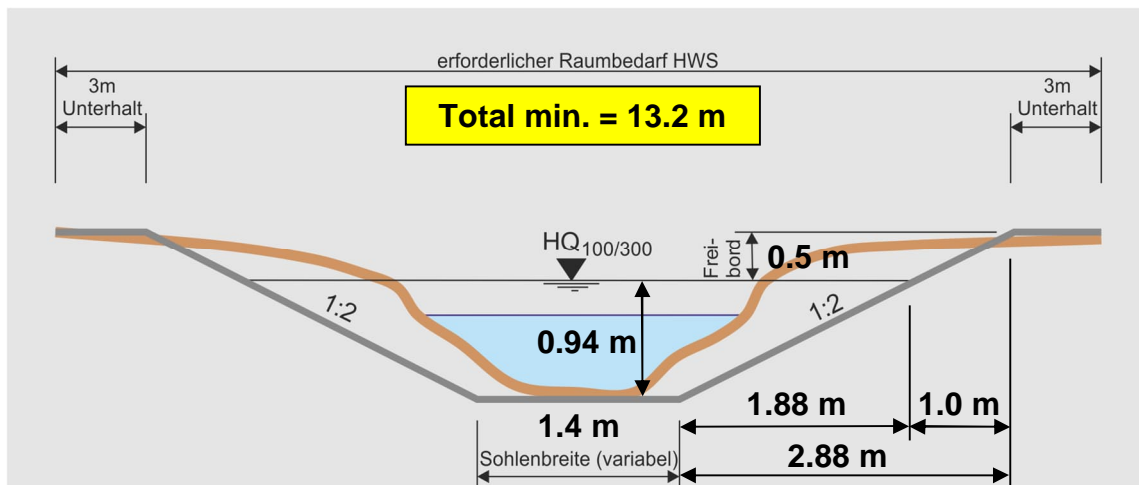 erforderlicher Raumbedarf HWS
3m
Unterhalt
3m
Unterhalt
Total min. = 13.2 m
HQ100/300
Frei-
bord
0.5 m
1:2
1:2
0.94 m
1.88 m
1.0 m
1.4 m
Sohlenbreite (variabel)
2.88 m